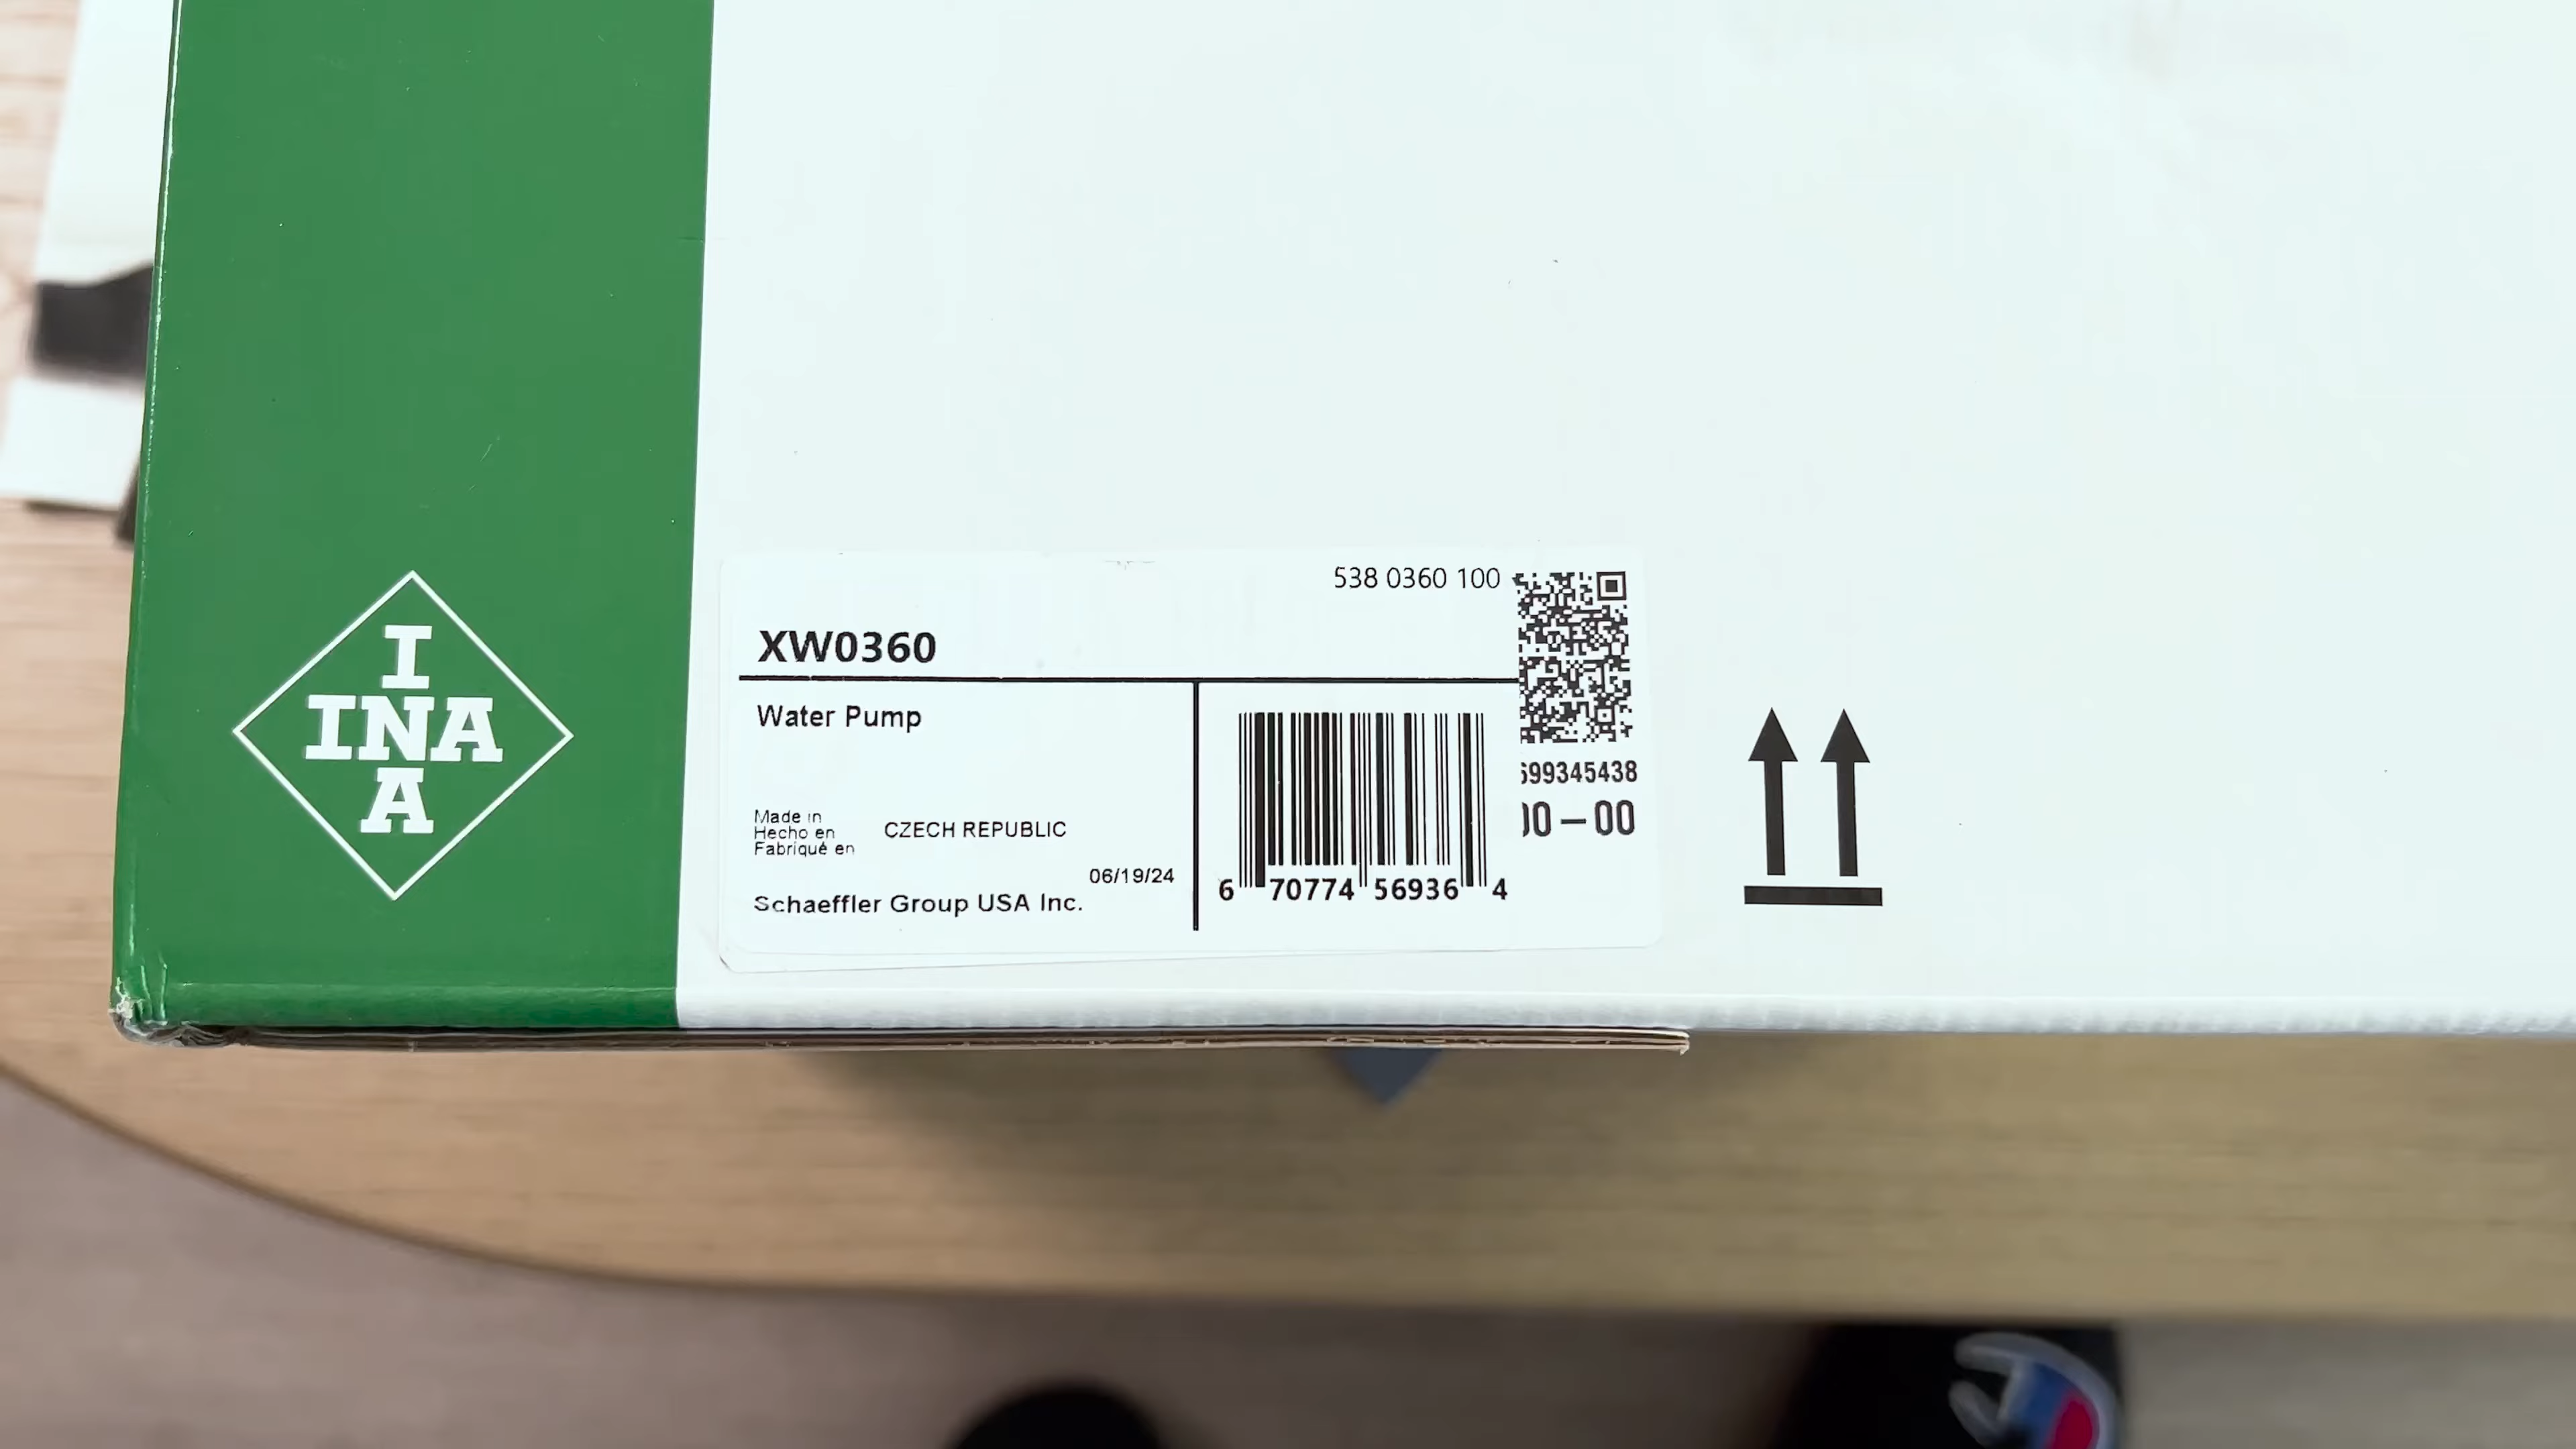 I
INA
A
538 0360 100
XW0360
Water Pump
699345438
00 – 00
Made in
Hecho en
Fabriqué en
CZECH REPUBLIC
06/19/24
Schaeffler Group USA Inc.
6 70774 56936 4